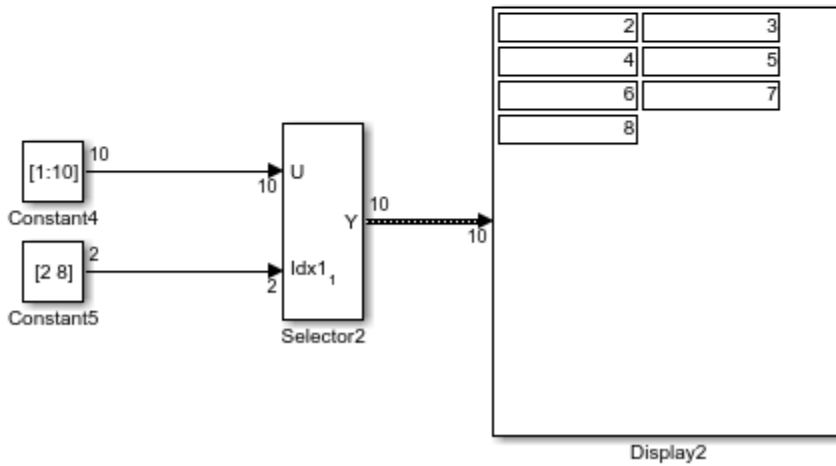 2 3
4 5
6 7
8
[1:10] 10 10 U
Constant4
Y 10 10
[2 8] 2 2 Idx1 1
Constant5
Selector2
Display2